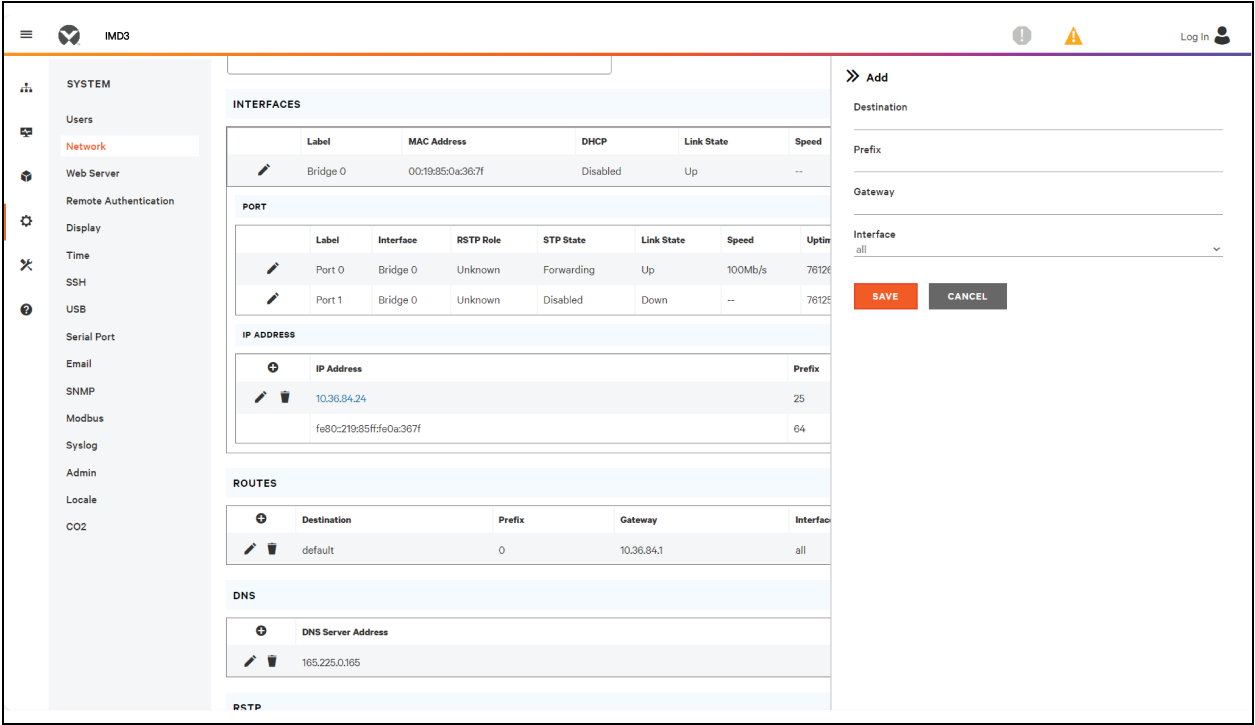 IMD3
Log In
SYSTEM
Users
Network
Web Server
Remote Authentication
Display
Time
SSH
USB
Serial Port
Email
SNMP
Modbus
Syslog
Admin
Locale
CO2
INTERFACES
Label MAC Address DHCP Link State Speed
Bridge 0 00:19:85:0a:36:7f Disabled Up --
PORT
Label Interface RSTP Role STP State Link State Speed Uptim
Port 0 Bridge 0 Unknown Forwarding Up 100Mb/s 76126
Port 1 Bridge 0 Unknown Disabled Down -- 76125
IP ADDRESS
IP Address Prefix
10.36.84.24 25
fe80::219:85ff:fe0a:367f 64
ROUTES
Destination Prefix Gateway Interface
default 0 10.36.84.1 all
DNS
DNS Server Address
165.225.0.165
RSTP
Add
Destination
Prefix
Gateway
Interface
all
SAVE CANCEL